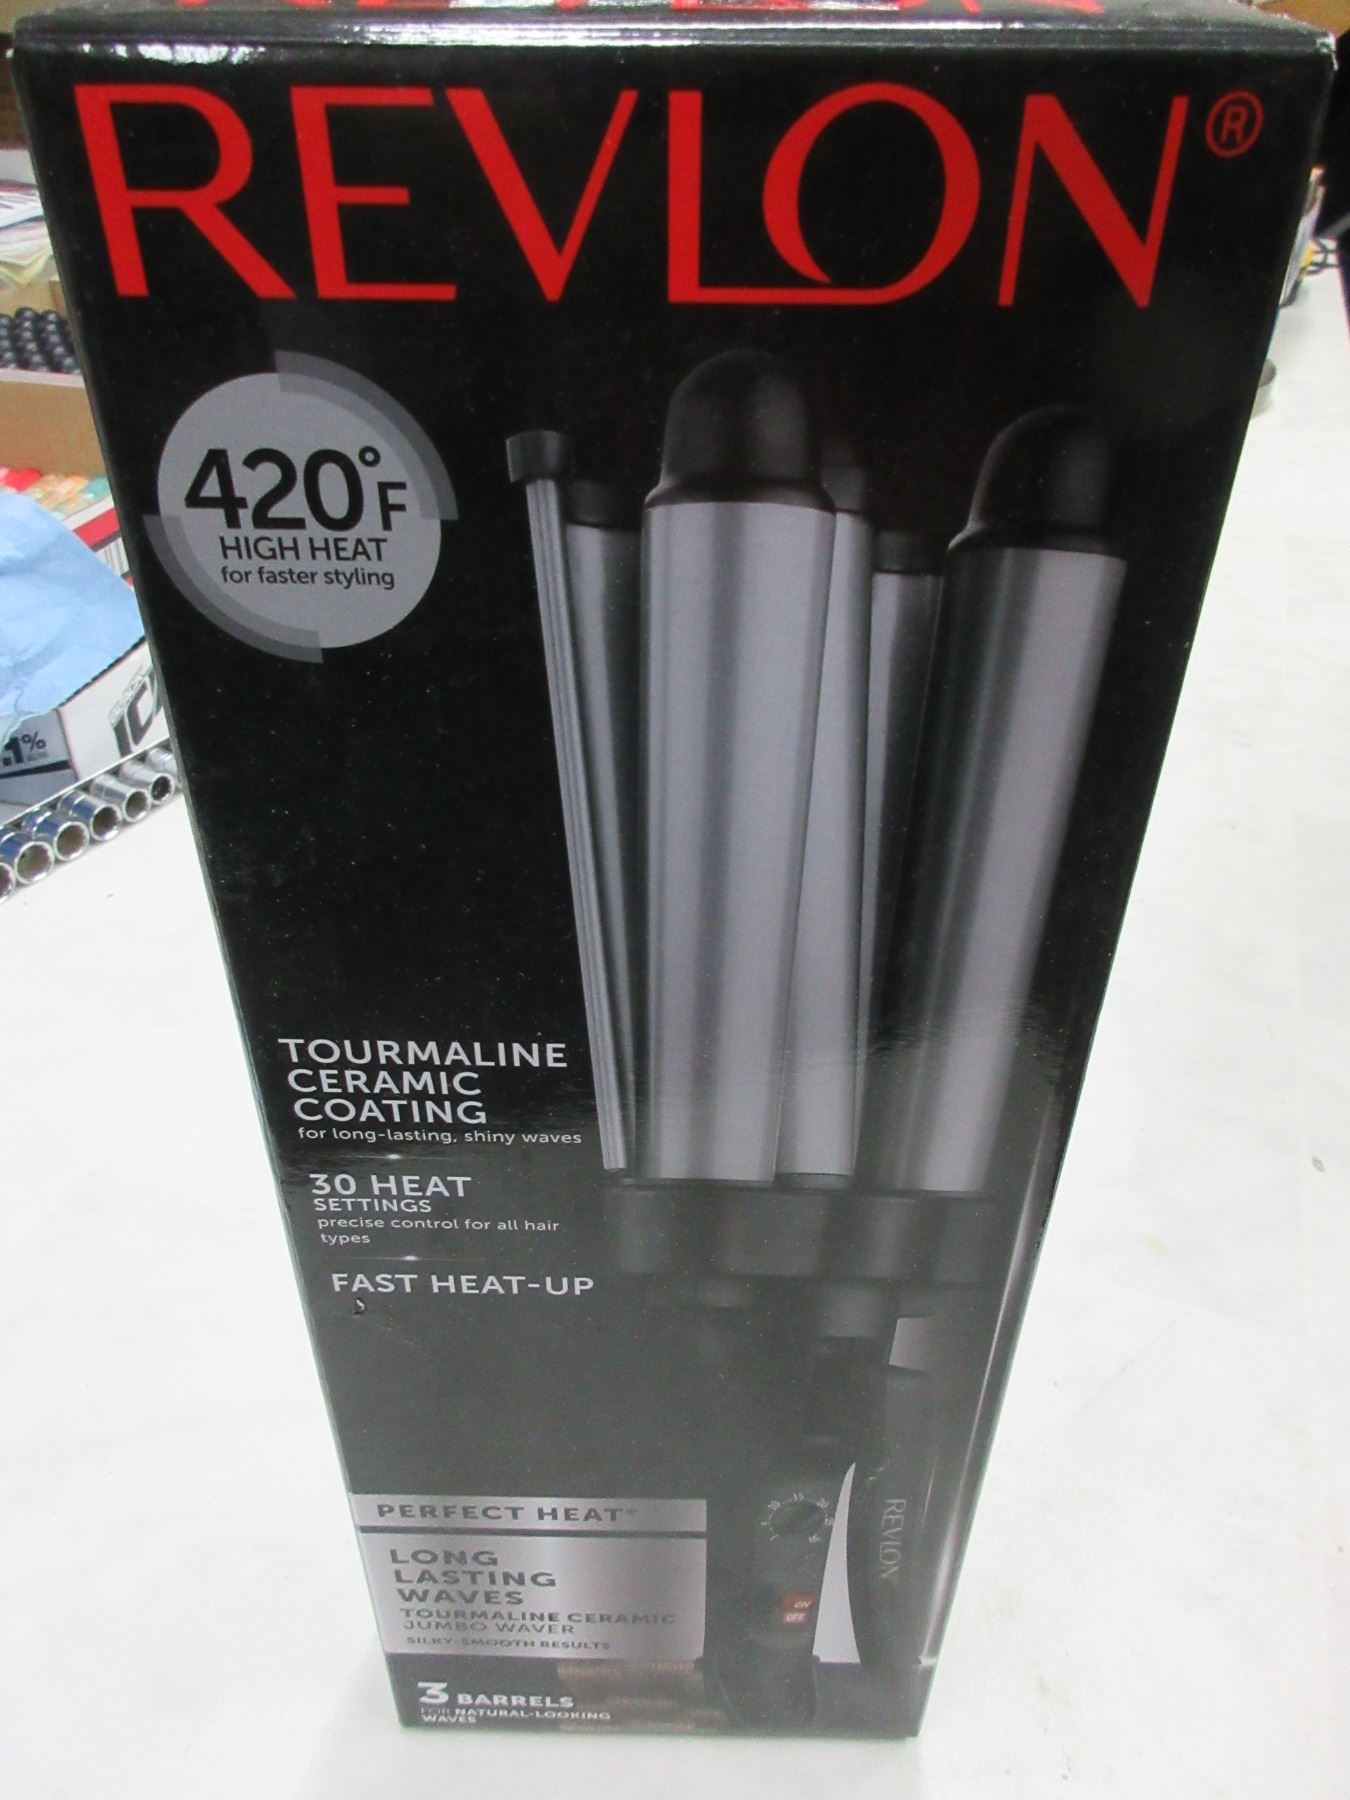 REVLON®
420°F
HIGH HEAT
for faster styling
.1%
TOURMALINE
CERAMIC
COATING
for long-lasting, shiny waves
30 HEAT
SETTINGS
precise control for all hair
types
FAST HEAT-UP
REVLON
ON
OFF
PERFECT HEAT®
LONG
LASTING
WAVES
TOURMALINE CERAMIC
JUMBO WAVER
SILKY-SMOOTH RESULTS
3 BARRELS
FOR NATURAL-LOOKING
WAVES